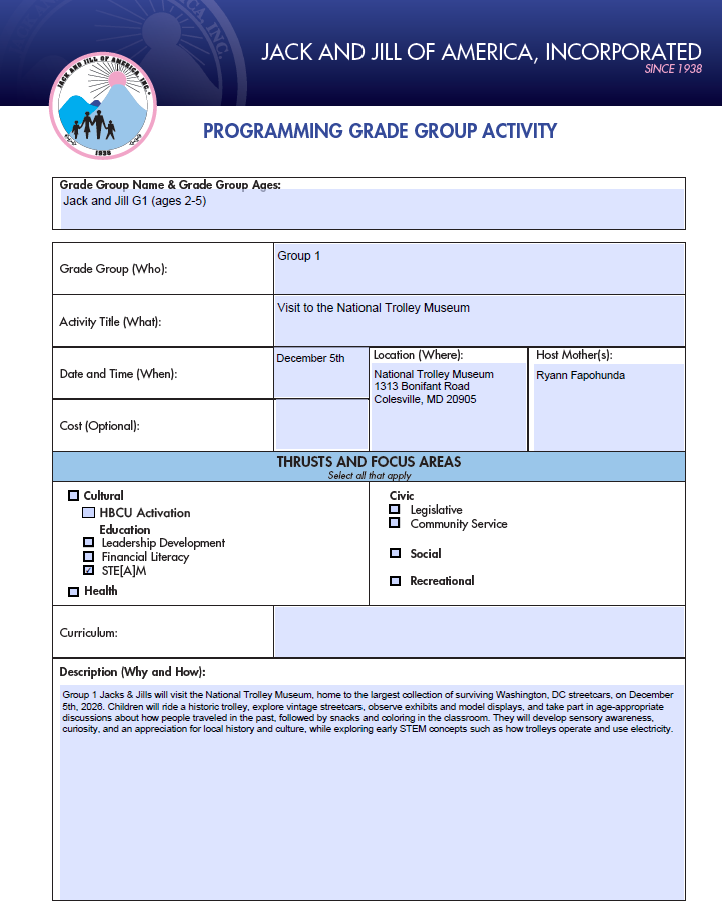 JACK AND JILL OF AMERICA, INCORPORATED
SINCE 1938
JACK AND JILL OF AMERICA, INC.
1938
PROGRAMMING GRADE GROUP ACTIVITY
Grade Group Name & Grade Group Ages:
Jack and Jill G1 (ages 2-5)
Grade Group (Who):
Group 1
Activity Title (What):
Visit to the National Trolley Museum
Date and Time (When):
December 5th
Location (Where):
National Trolley Museum
1313 Bonifant Road
Colesville, MD 20905
Host Mother(s):
Ryann Fapohunda
Cost (Optional):
THRUSTS AND FOCUS AREAS
Select all that apply
Cultural
HBCU Activation
Education
Leadership Development
Financial Literacy
STE[A]M
Health
Civic
Legislative
Community Service
Social
Recreational
Curriculum:
Description (Why and How):
Group 1 Jacks & Jills will visit the National Trolley Museum, home to the largest collection of surviving Washington, DC streetcars, on December
5th, 2026. Children will ride a historic trolley, explore vintage streetcars, observe exhibits and model displays, and take part in age-appropriate
discussions about how people traveled in the past, followed by snacks and coloring in the classroom. They will develop sensory awareness,
curiosity, and an appreciation for local history and culture, while exploring early STEM concepts such as how trolleys operate and use electricity.